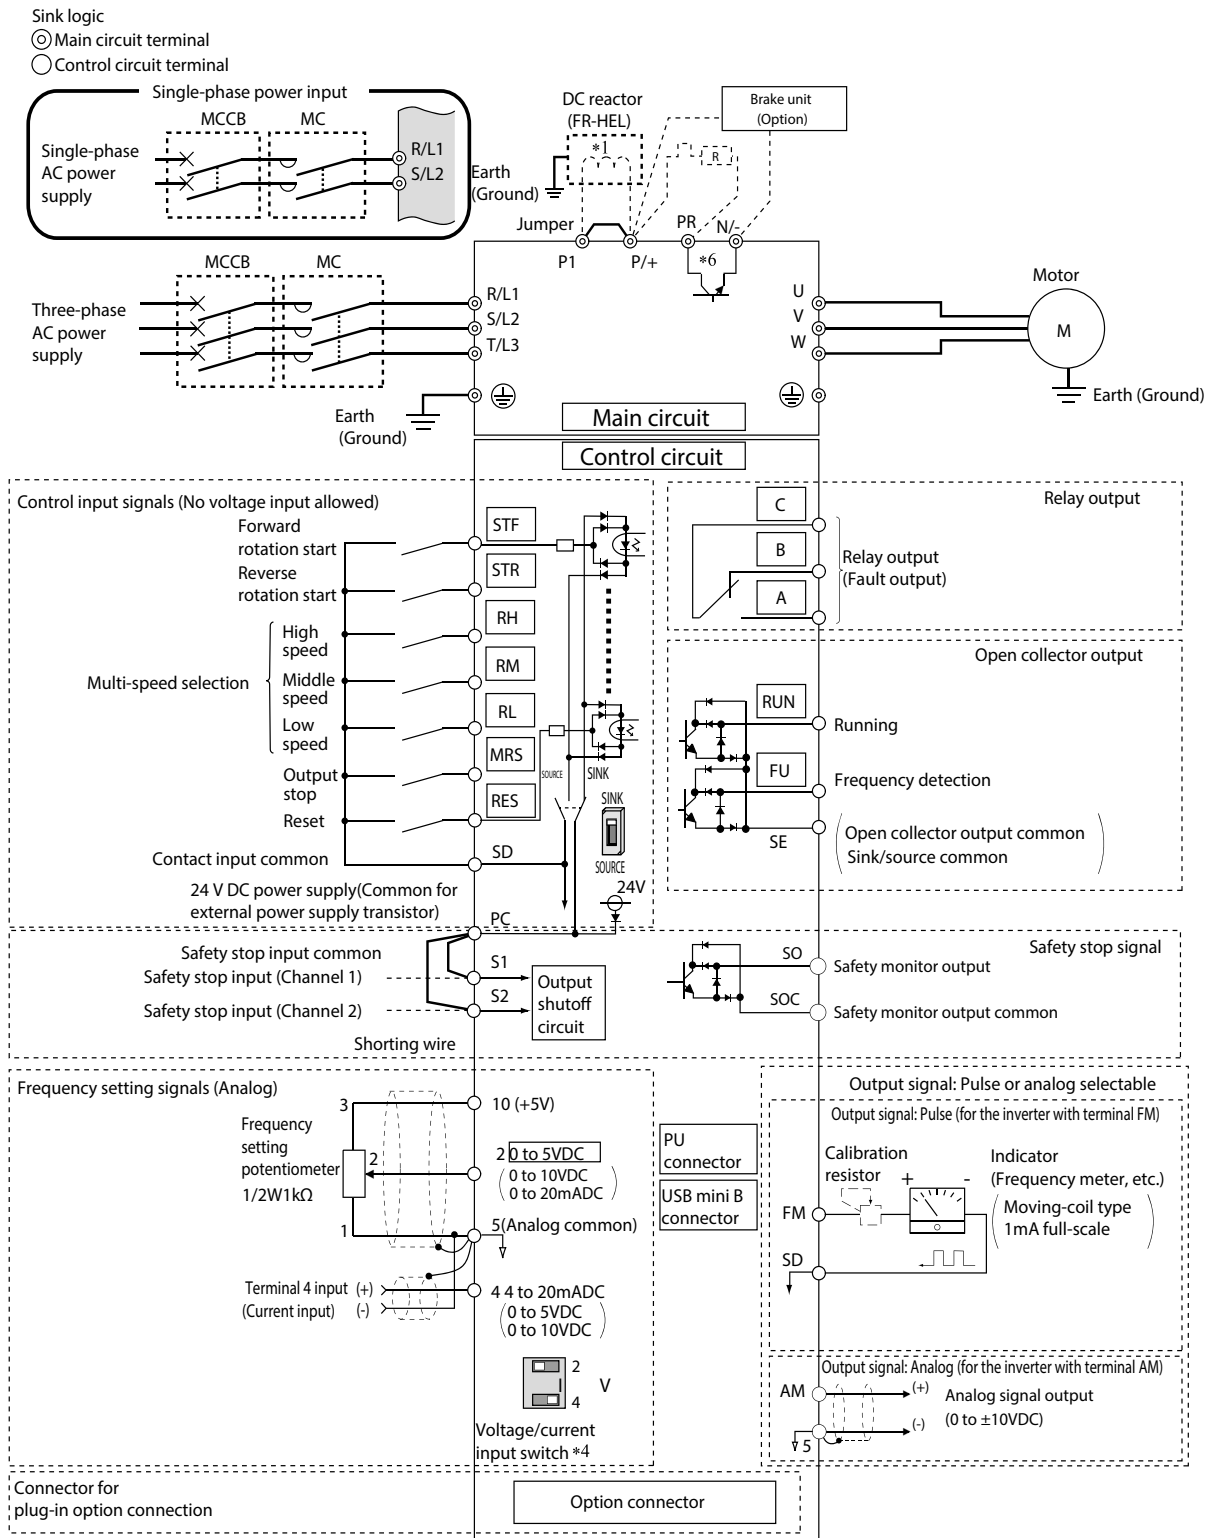 Sink logic
Main circuit terminal
Control circuit terminal
Single-phase power input
MCCB
MC
Single-phase
AC power
supply
R/L1
S/L2
Earth
(Ground)
DC reactor
(FR-HEL)
*1
Brake unit
(Option)
R
Jumper
P1
P/+
PR
N/-
*6
MCCB
MC
Three-phase
AC power
supply
R/L1
S/L2
T/L3
Earth
(Ground)
U
V
W
Motor
M
Earth (Ground)
Main circuit
Control circuit
Control input signals (No voltage input allowed)
Forward
rotation start
Reverse
rotation start
Multi-speed selection
High
speed
Middle
speed
Low
speed
Output
stop
Reset
Contact input common
24 V DC power supply(Common for
external power supply transistor)
STF
STR
RH
RM
RL
MRS
RES
SD
PC
SOURCE
SINK
SINK
SOURCE
24V
Relay output
C
B
A
Relay output
(Fault output)
Open collector output
RUN
Running
FU
Frequency detection
SE
Open collector output common
Sink/source common
Safety stop input common
Safety stop input (Channel 1)
Safety stop input (Channel 2)
Shorting wire
S1
S2
Output
shutoff
circuit
Safety stop signal
SO
Safety monitor output
SOC
Safety monitor output common
Frequency setting signals (Analog)
Frequency
setting
potentiometer
1/2W1kΩ
3
2
1
10 (+5V)
2 0 to 5VDC
(0 to 10VDC
0 to 20mADC)
5(Analog common)
Terminal 4 input (+)
(Current input) (-)
4 4 to 20mADC
(0 to 5VDC
0 to 10VDC)
2
4
I
V
Voltage/current
input switch *4
PU
connector
USB mini B
connector
Output signal: Pulse or analog selectable
Output signal: Pulse (for the inverter with terminal FM)
Calibration
resistor
+
-
Indicator
(Frequency meter, etc.)
(Moving-coil type
1mA full-scale)
FM
SD
Output signal: Analog (for the inverter with terminal AM)
AM
(+)
Analog signal output
(0 to ±10VDC)
(-)
5
Connector for
plug-in option connection
Option connector